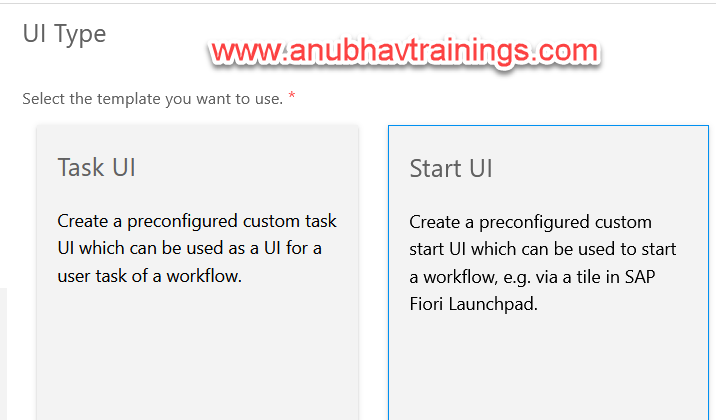 UI Type
www.anubhavtrainings.com
Select the template you want to use. *
Task UI
Create a preconfigured custom task
UI which can be used as a UI for a
user task of a workflow.
Start UI
Create a preconfigured custom
start UI which can be used to start
a workflow, e.g. via a tile in SAP
Fiori Launchpad.